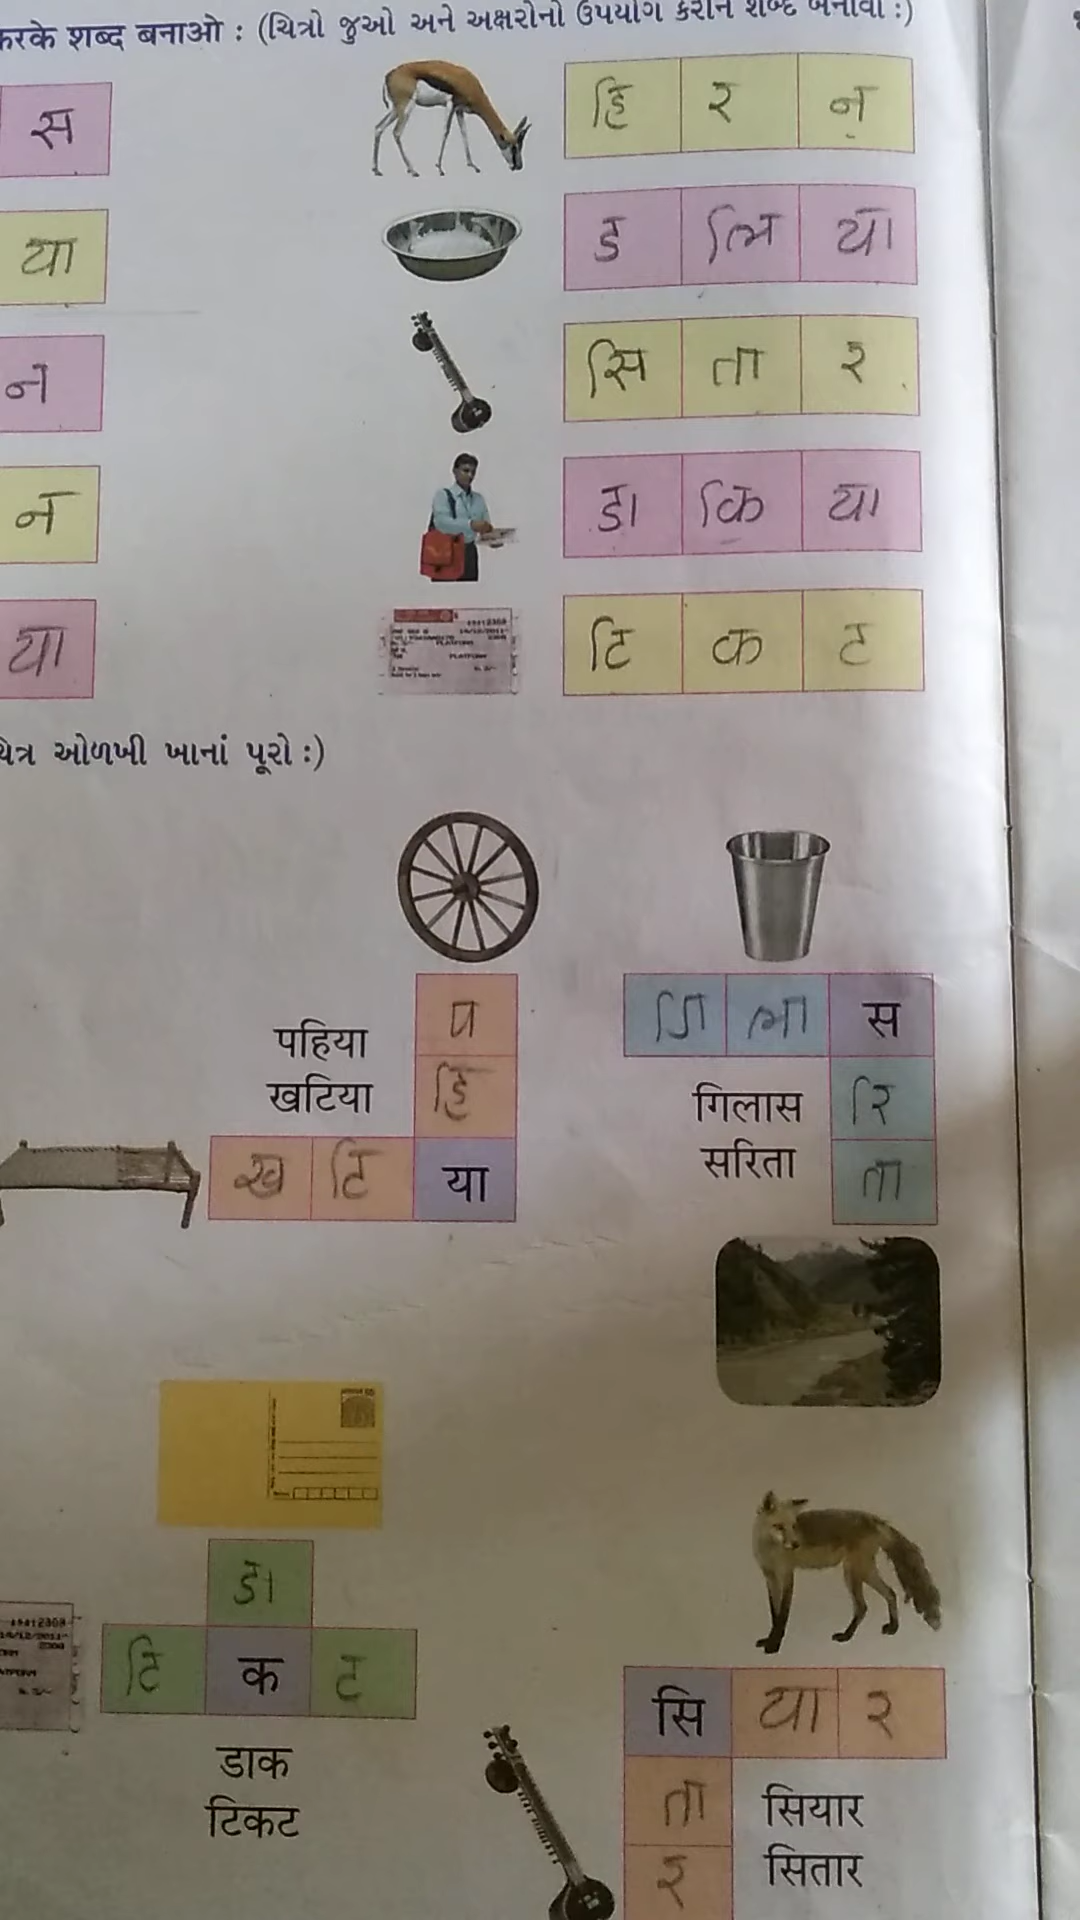 करके शब्द बनाओ : (ચિત્રો જુઓ અને અક્ષરોનો ઉપયોગ કરીને શબ્દ બનાવો :)
स
हि र न
या
ड लि या
न
सि ता र
न
डा कि या
या
टि क ट
ચિત્ર ઓળખી ખાનાં પૂરો :)
प
गि ला स
पहिया
हि
रि
खटिया
गिलास
सरिता
ख टि या
ता
डा
टि क ट
सि या र
डाक
टिकट
ता
सियार
र
सितार